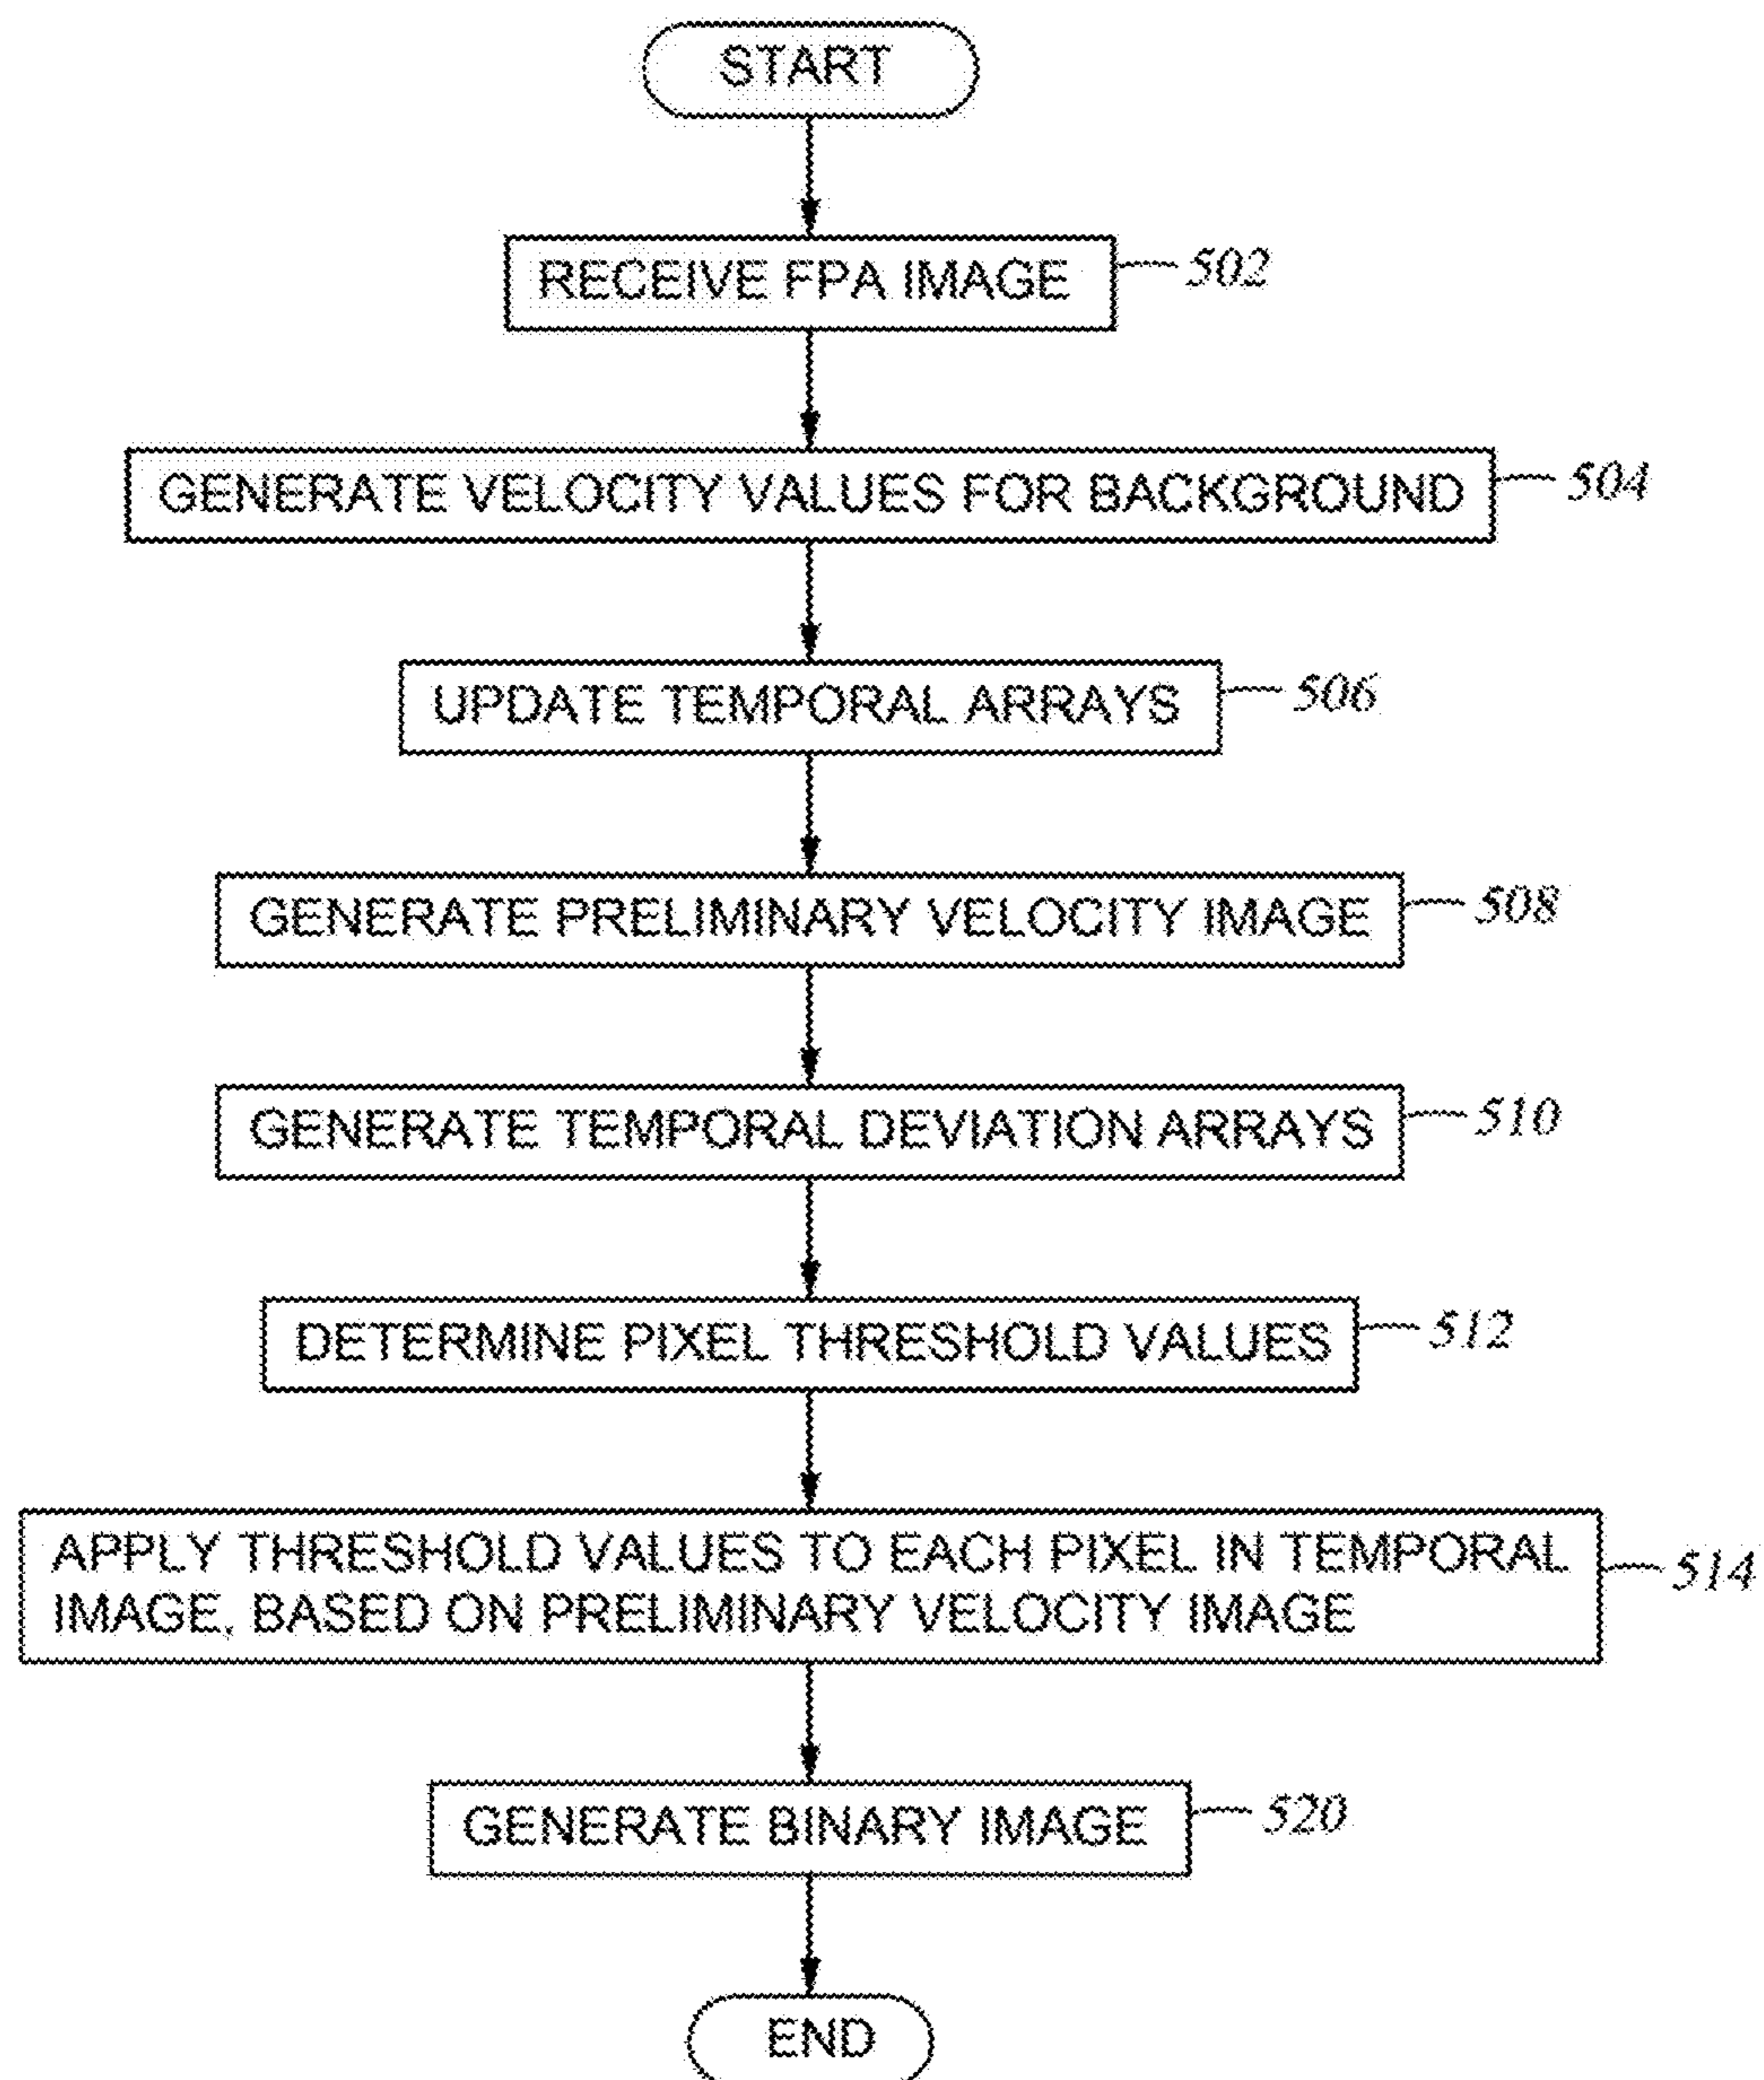 START
RECEIVE FPA IMAGE
502
GENERATE VELOCITY VALUES FOR BACKGROUND
504
UPDATE TEMPORAL ARRAYS
506
GENERATE PRELIMINARY VELOCITY IMAGE
508
GENERATE TEMPORAL DEVIATION ARRAYS
510
DETERMINE PIXEL THRESHOLD VALUES
512
APPLY THRESHOLD VALUES TO EACH PIXEL IN TEMPORAL
IMAGE, BASED ON PRELIMINARY VELOCITY IMAGE
514
GENERATE BINARY IMAGE
520
END